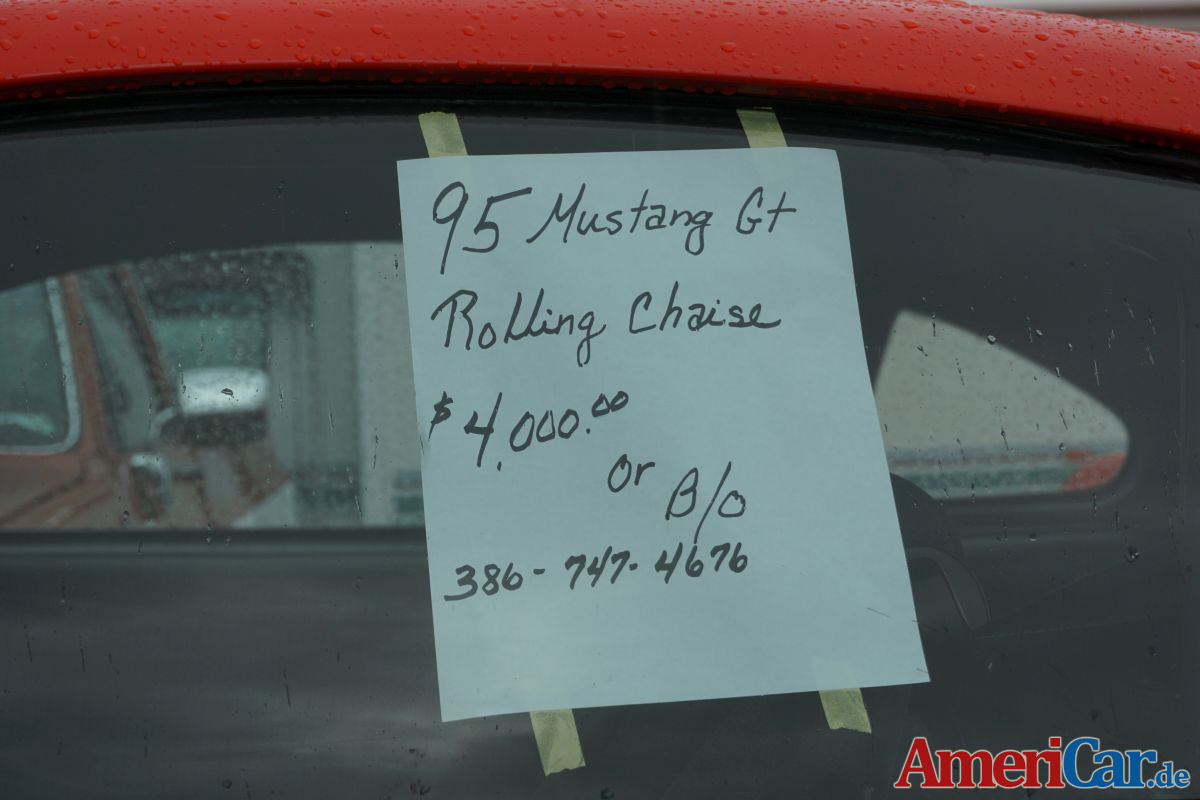 95 Mustang Gt
Rolling Chaise
$4,000.00
or B/O
386-747-4676
AmeriCar.de